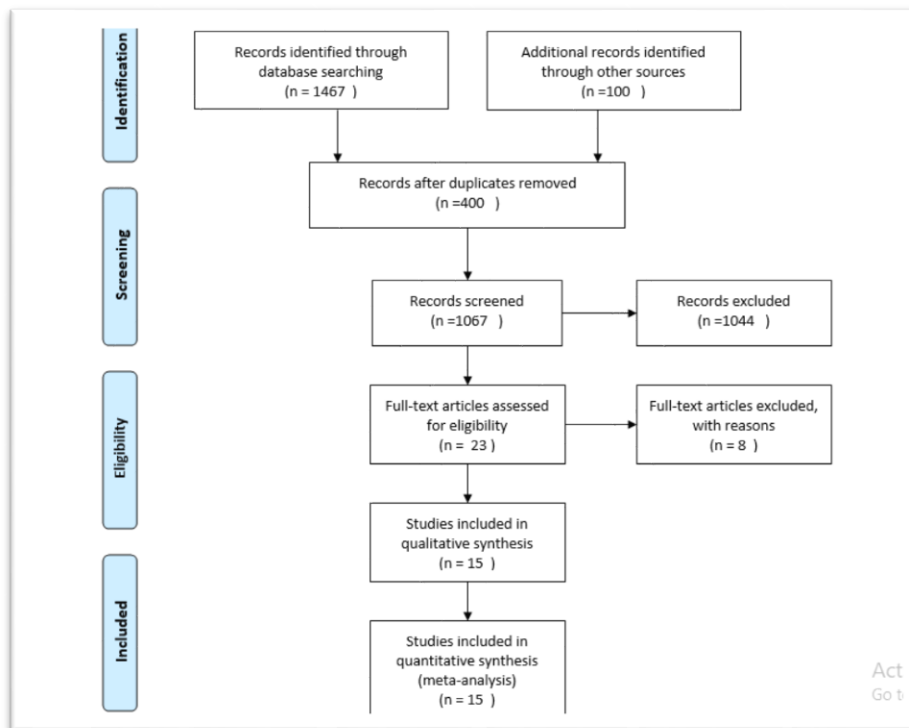 Identification
Records identified through
database searching
(n = 1467 )
Additional records identified
through other sources
(n =100 )
Records after duplicates removed
(n =400 )
Screening
Records screened
(n =1067 )
Records excluded
(n =1044 )
Eligibility
Full-text articles assessed
for eligibility
(n = 23 )
Full-text articles excluded,
with reasons
(n = 8 )
Studies included in
qualitative synthesis
(n = 15 )
Included
Studies included in
quantitative synthesis
(meta-analysis)
(n = 15 )
Act
Go t